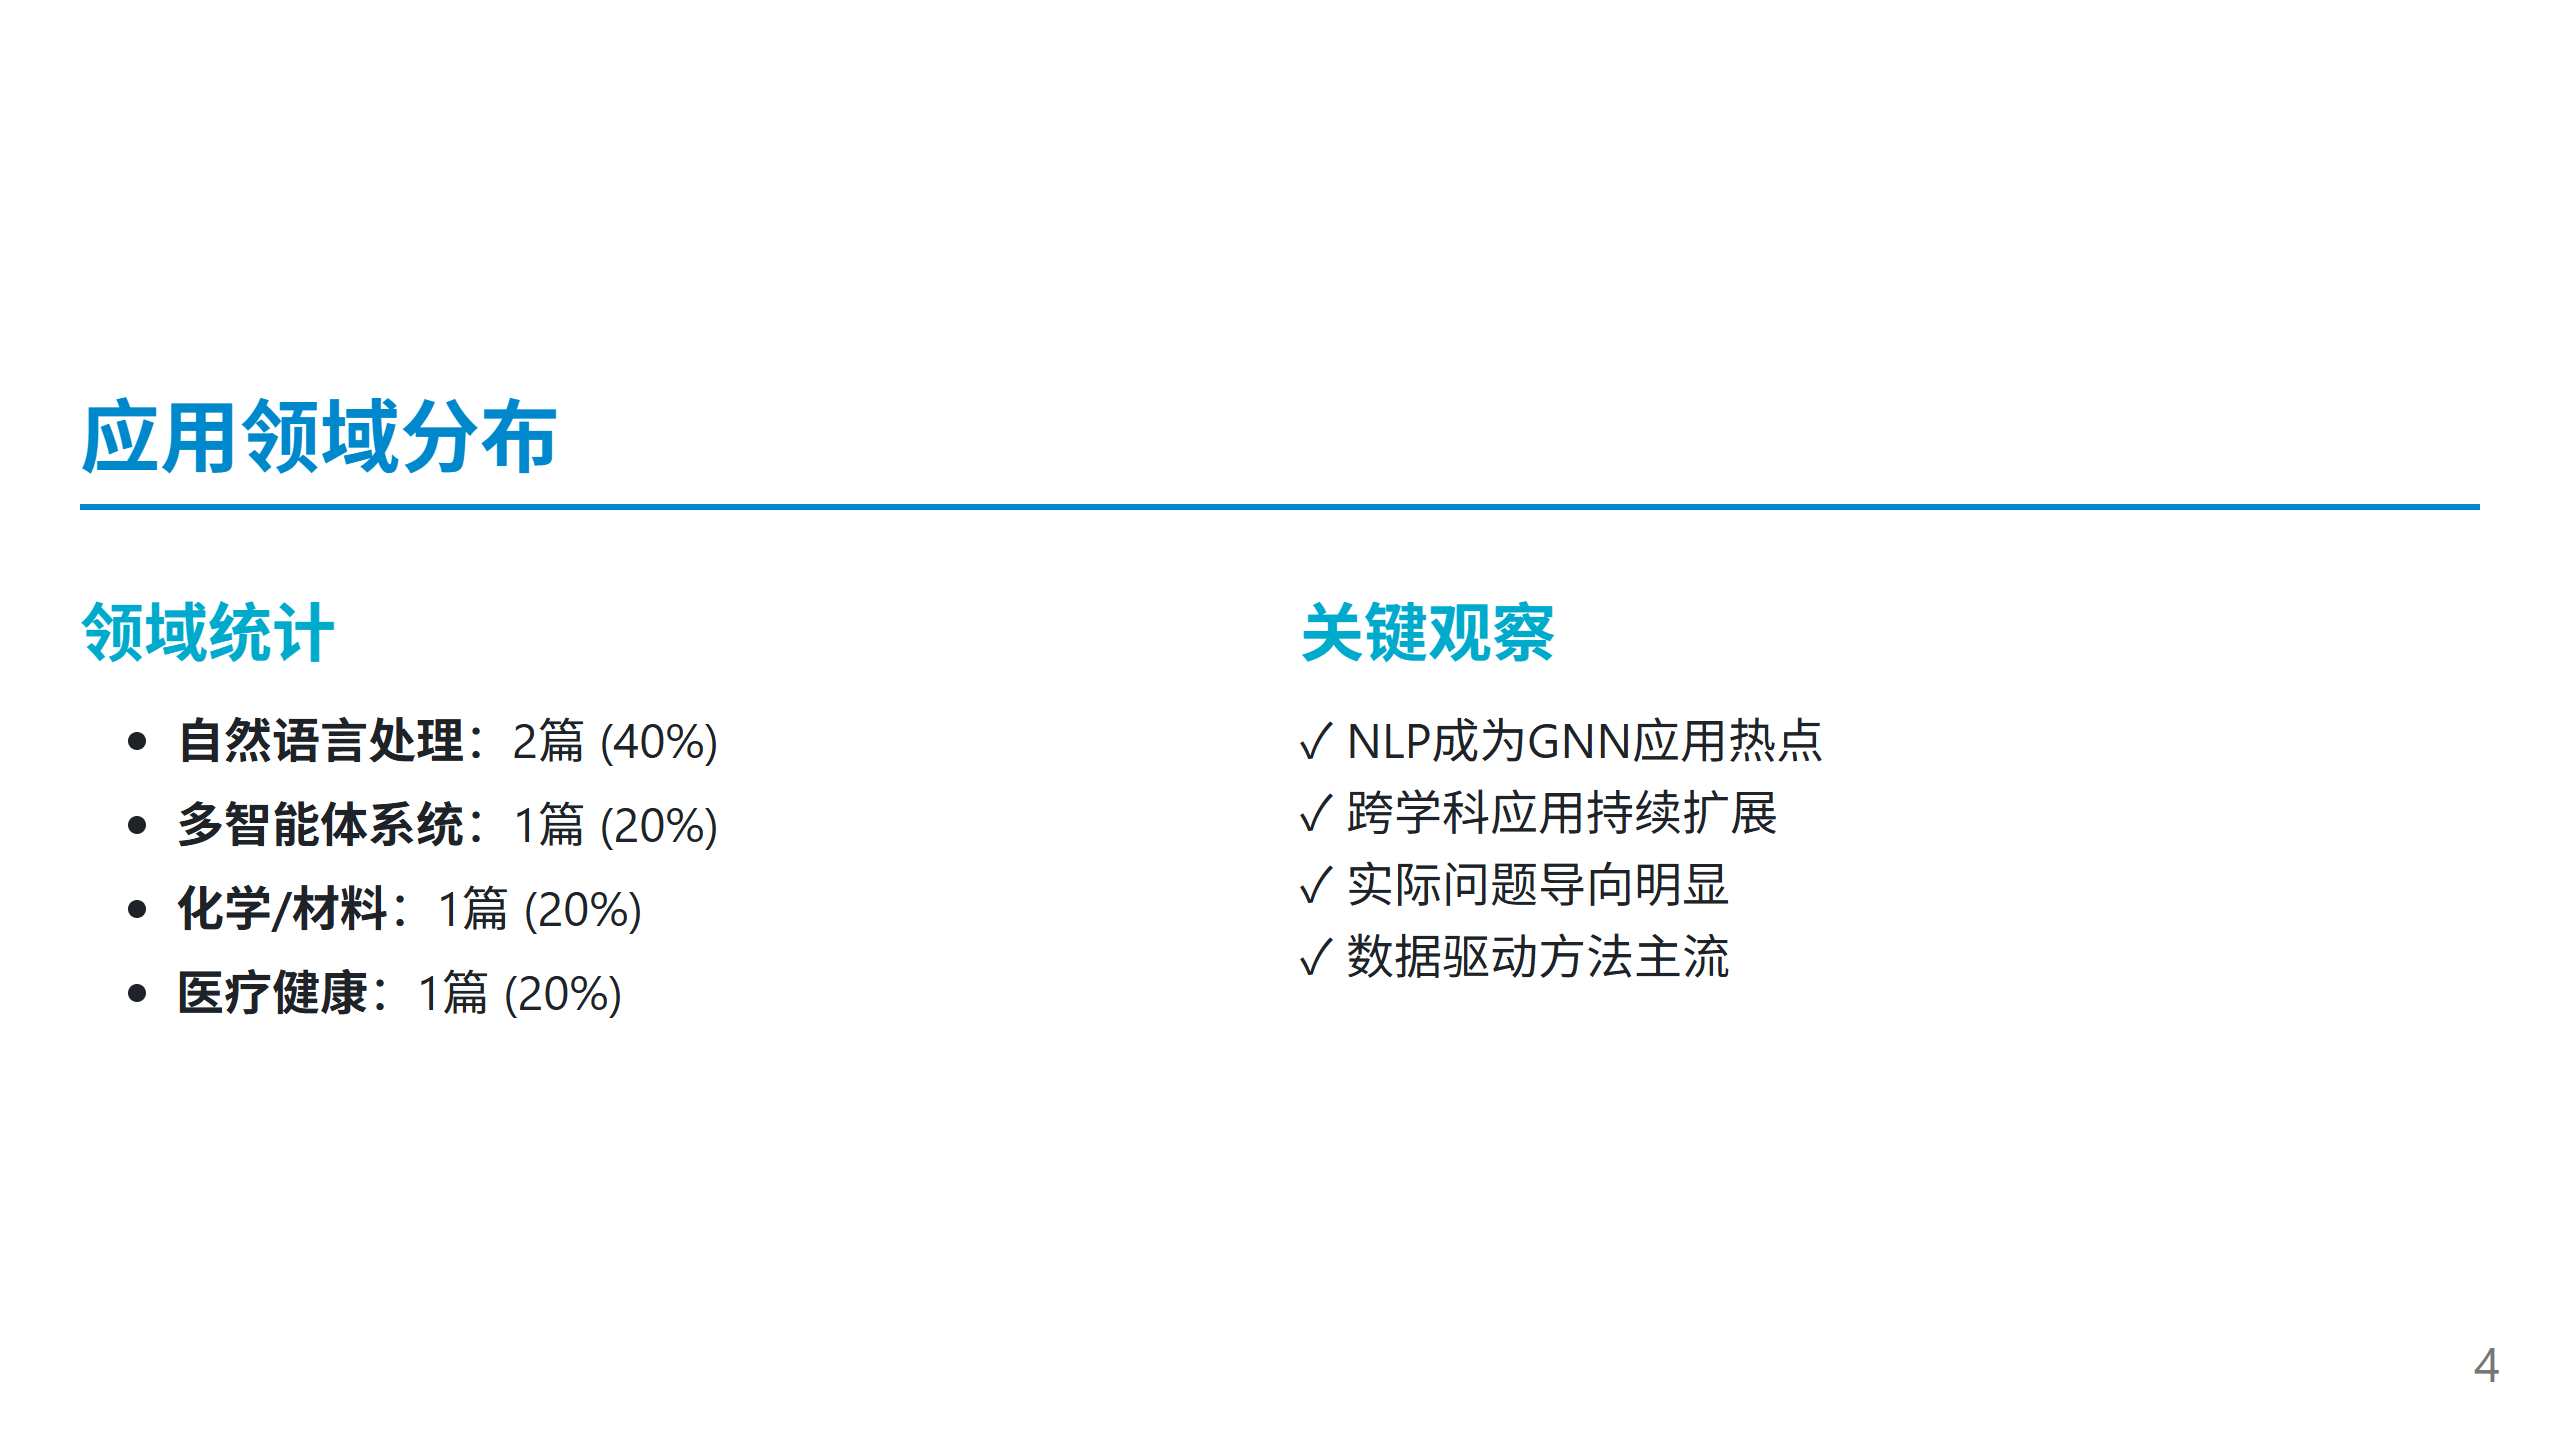 应用领域分布
领域统计
• 自然语言处理：2篇 (40%)
• 多智能体系统：1篇 (20%)
• 化学/材料：1篇 (20%)
• 医疗健康：1篇 (20%)
关键观察
✓ NLP成为GNN应用热点
✓ 跨学科应用持续扩展
✓ 实际问题导向明显
✓ 数据驱动方法主流
4